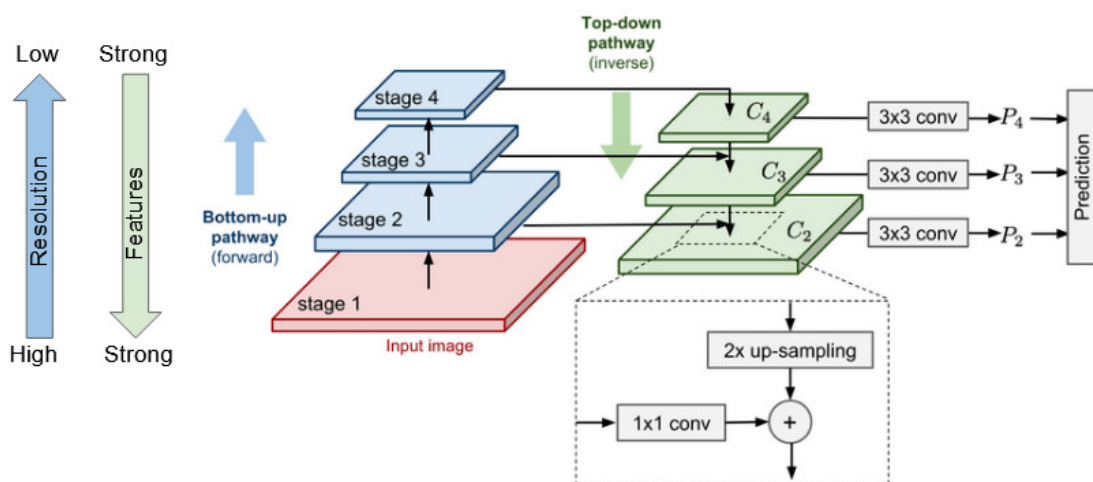 Low
Strong
Resolution
Features
High
Strong
Bottom-up
pathway
(forward)
stage 4
stage 3
stage 2
stage 1
Input image
Top-down
pathway
(inverse)
C₄
C₃
C₂
3x3 conv
P₄
3x3 conv
P₃
3x3 conv
P₂
Prediction
2x up-sampling
1x1 conv
+